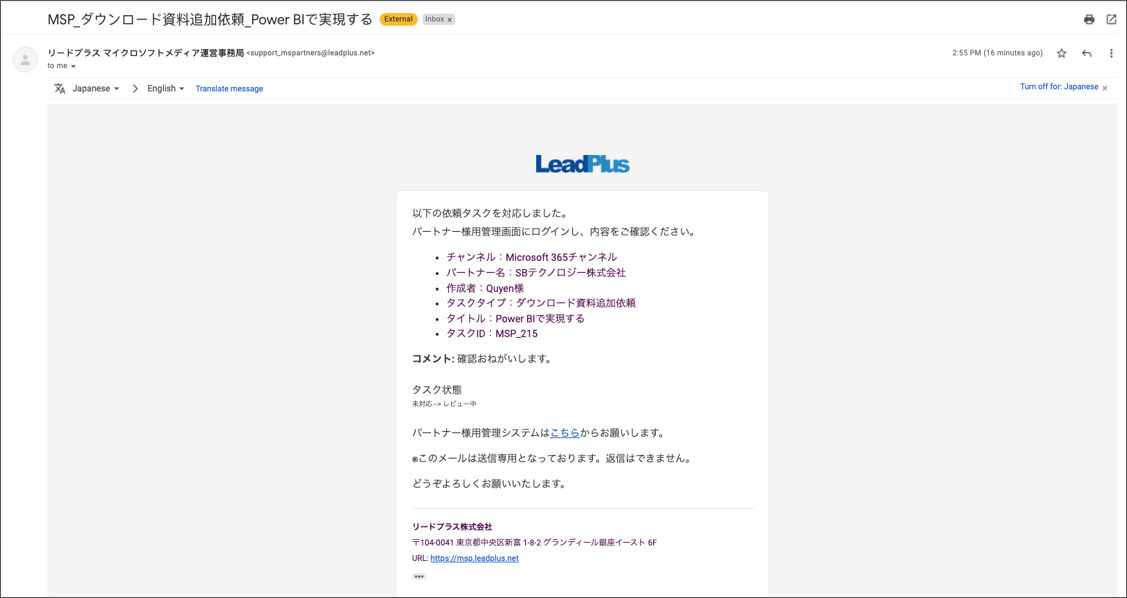 MSP_ダウンロード資料追加依頼_Power BIで実現する External Inbox x
リードプラス マイクロソフトメディア運営事務局 <support_mspartners@leadplus.net>
2:55 PM (16 minutes ago)
to me
Japanese English Translate message
Turn off for: Japanese x
LeadPlus
以下の依頼タスクを対応しました。
パートナー様用管理画面にログインし、内容をご確認ください。
• チャンネル：Microsoft 365チャンネル
• パートナー名：SBテクノロジー株式会社
• 作成者：Quyen様
• タスクタイプ：ダウンロード資料追加依頼
• タイトル：Power BIで実現する
• タスクID：MSP_215
コメント: 確認おねがいします。
タスク状態
未対応 --> レビュー中
パートナー様用管理システムはこちらからお願いします。
※このメールは送信専用となっております。返信はできません。
どうぞよろしくお願いいたします。
リードプラス株式会社
〒104-0041 東京都中央区新富 1-8-2 グランディール銀座イースト 6F
URL: https://msp.leadplus.net